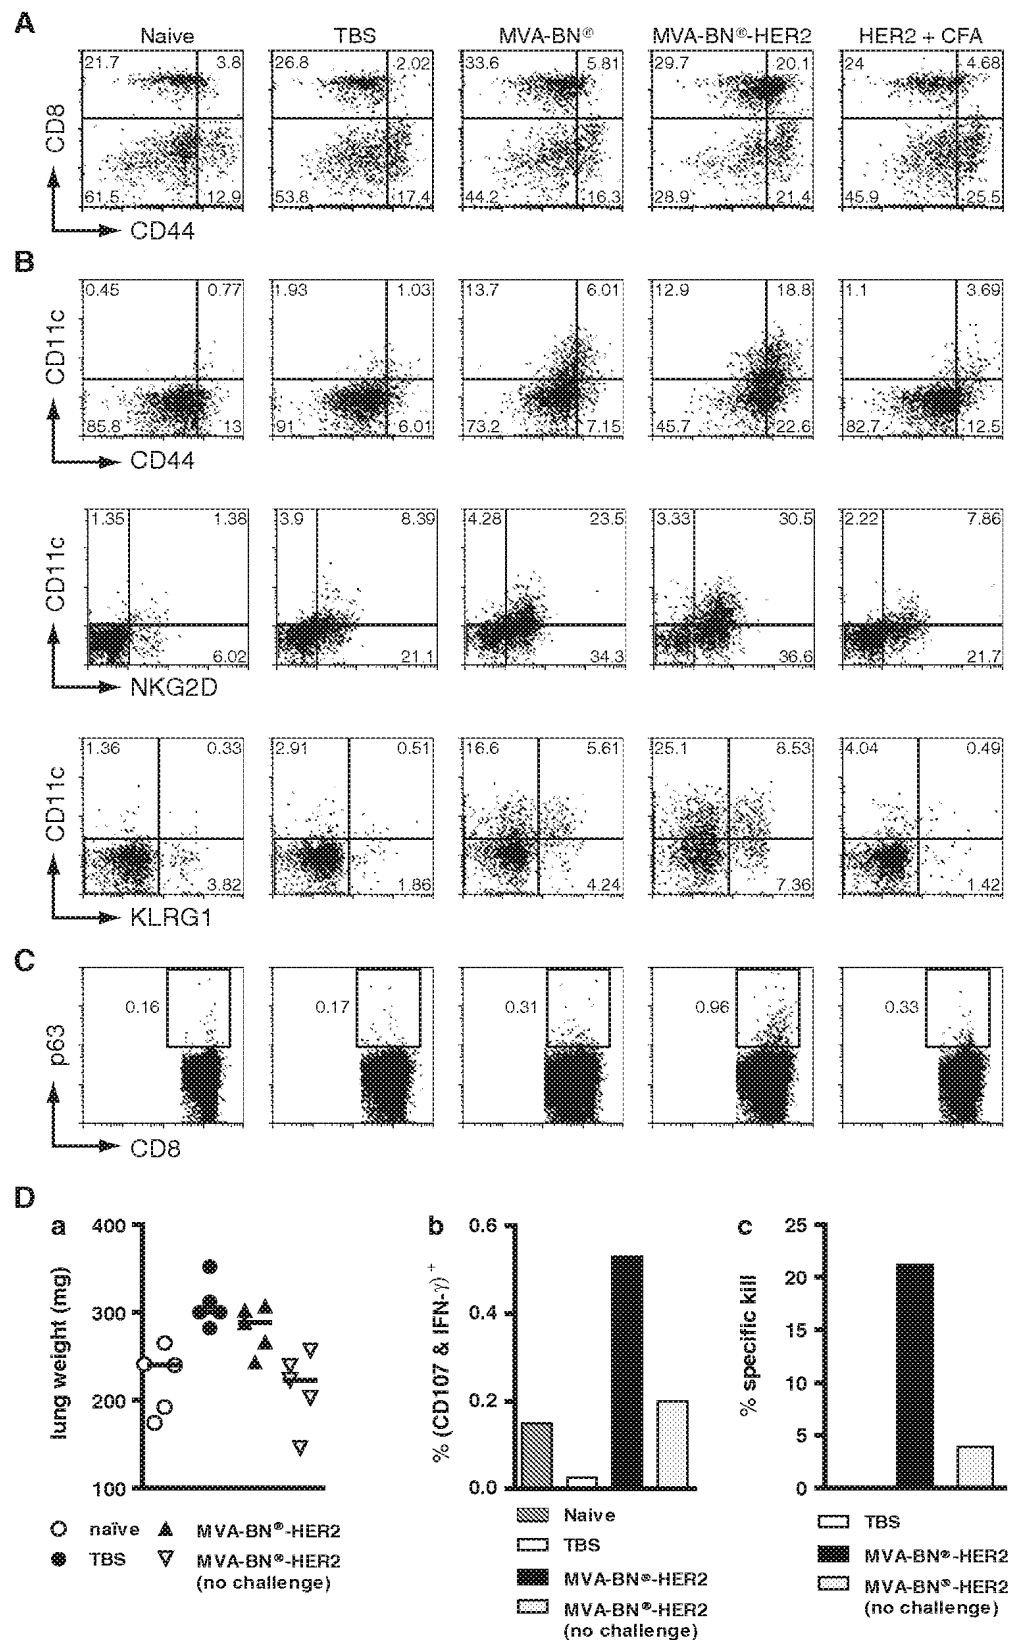 A
Naive TBS MVA-BN® MVA-BN®-HER2 HER2 + CFA
21.7 3.8 26.8 2.02 33.6 5.81 29.7 20.1 24 4.68
CD8
61.5 12.9 53.8 17.4 44.2 16.3 28.9 21.4 45.9 25.5
CD44
B
0.45 0.77 1.93 1.03 13.7 6.01 12.9 18.8 1.1 3.69
CD11c
85.8 13 91 6.01 73.2 7.15 45.7 22.6 82.7 12.5
CD44
1.35 1.38 3.9 8.39 4.28 23.5 3.33 30.5 2.22 7.86
CD11c
6.02 21.1 34.3 36.6 21.7
NKG2D
1.36 0.33 2.91 0.51 16.6 5.61 25.1 8.53 4.04 0.49
CD11c
3.82 1.86 4.24 7.36 1.42
KLRG1
C
0.16 0.17 0.31 0.96 0.33
p63
CD8
D
a
400
300
200
100
lung weight (mg)
naïve
TBS
MVA-BN®-HER2
MVA-BN®-HER2
(no challenge)
b
0.6
0.4
0.2
0.0
% (CD107 & IFN-γ) +
Naive
TBS
MVA-BN®-HER2
MVA-BN®-HER2
(no challenge)
c
25
20
15
10
5
0
% specific kill
TBS
MVA-BN®-HER2
MVA-BN®-HER2
(no challenge)